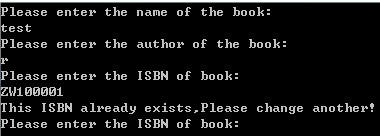 Please enter the name of the book:
test
Please enter the author of the book:
r
Please enter the ISBN of book:
ZW100001
This ISBN already exists,Please change another!
Please enter the ISBN of book: